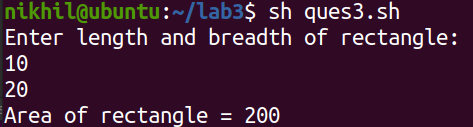 nikhil@ubuntu:~/lab3$ sh ques3.sh
Enter length and breadth of rectangle:
10
20
Area of rectangle = 200